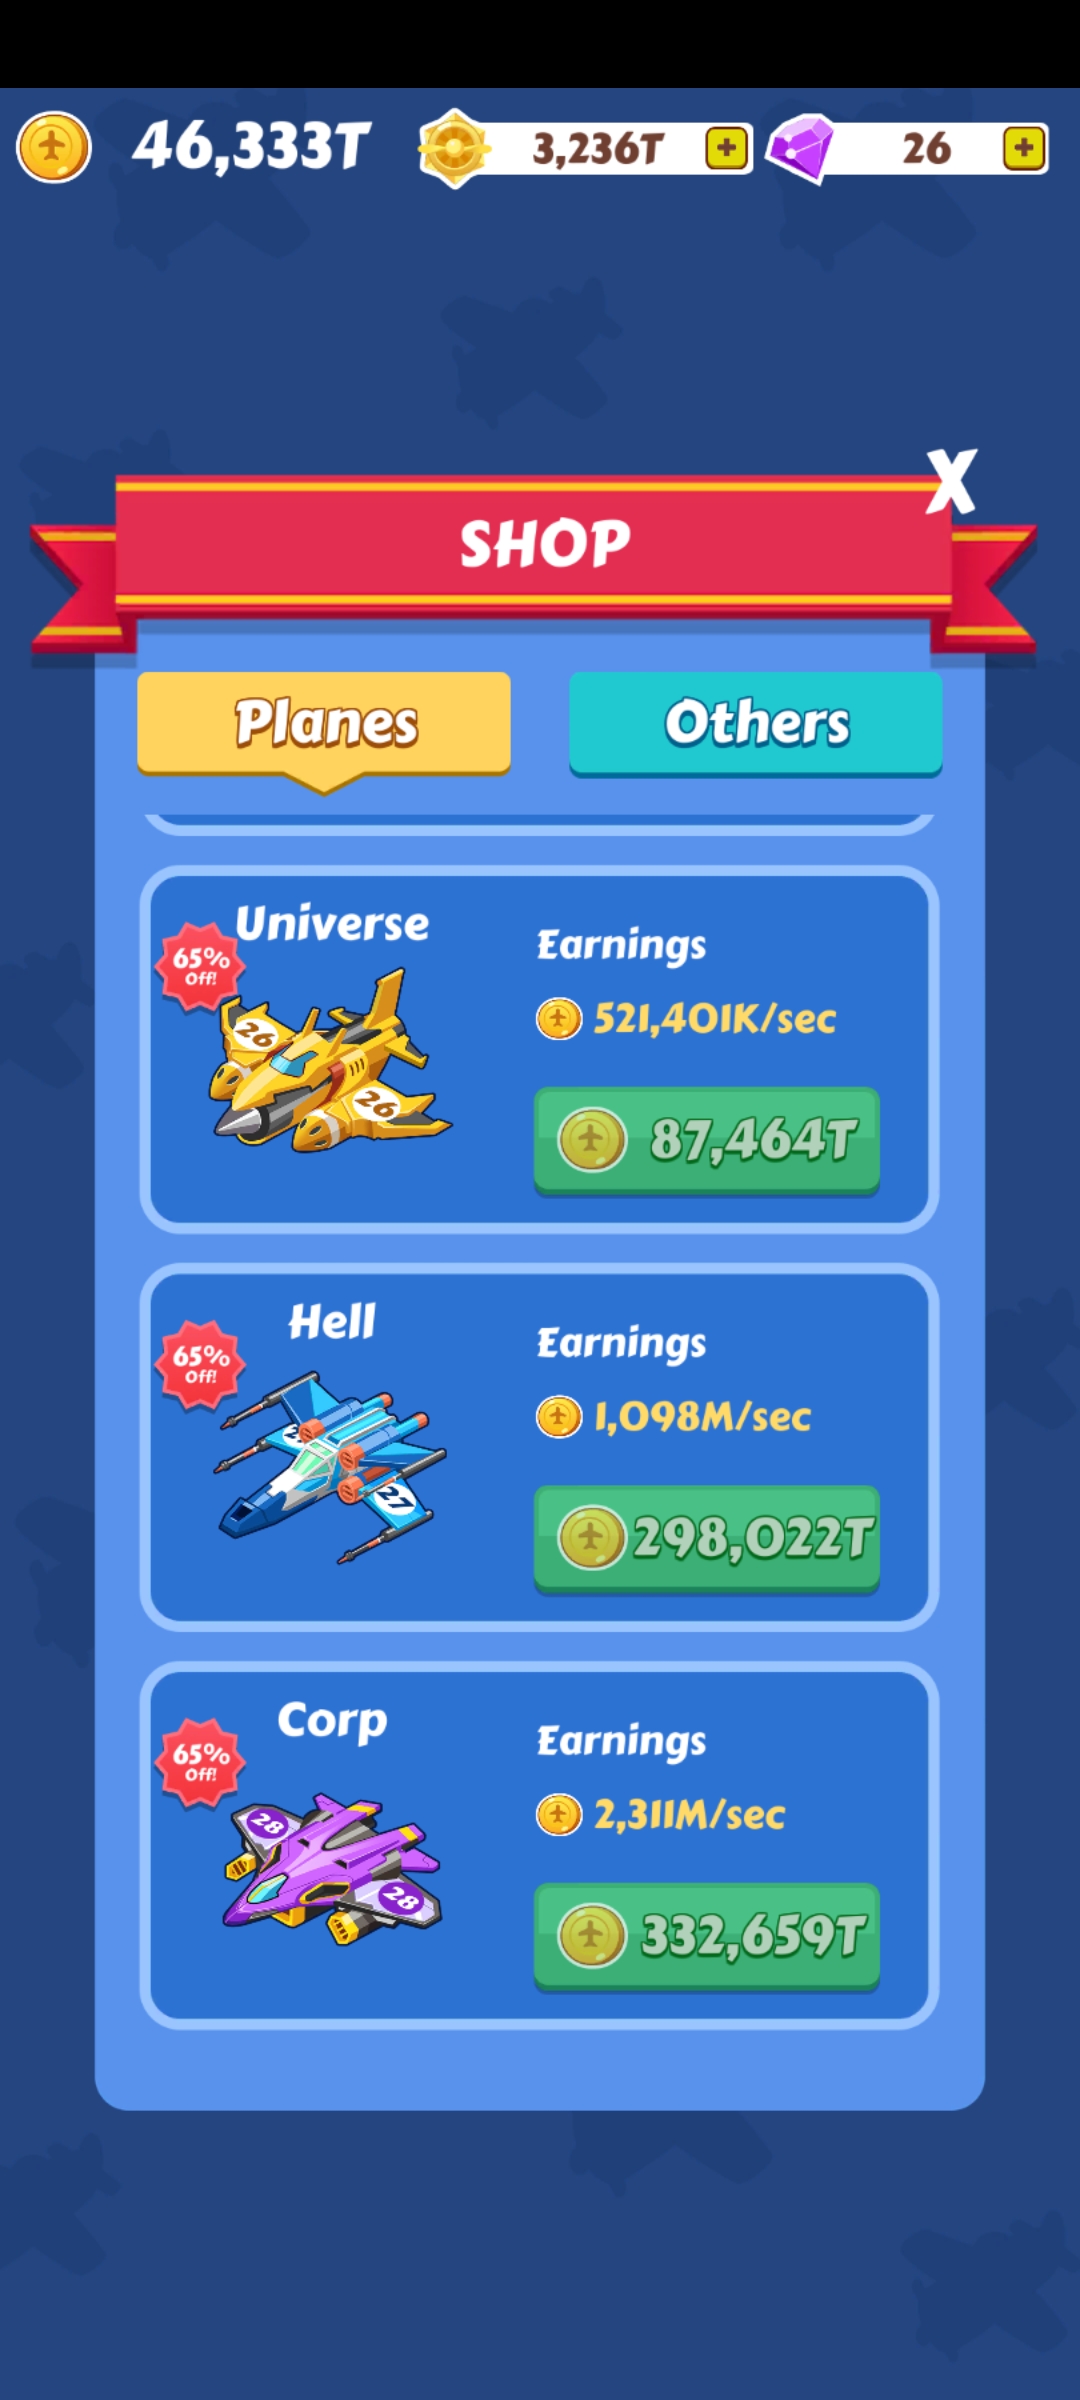 46,333T
3,236T
+
26
+
X
SHOP
Planes
Others
Universe
65%
Off!
26
26
Earnings
521,401K/sec
87,464T
Hell
65%
Off!
27
Earnings
1,098M/sec
298,022T
Corp
65%
Off!
28
28
Earnings
2,311M/sec
332,659T